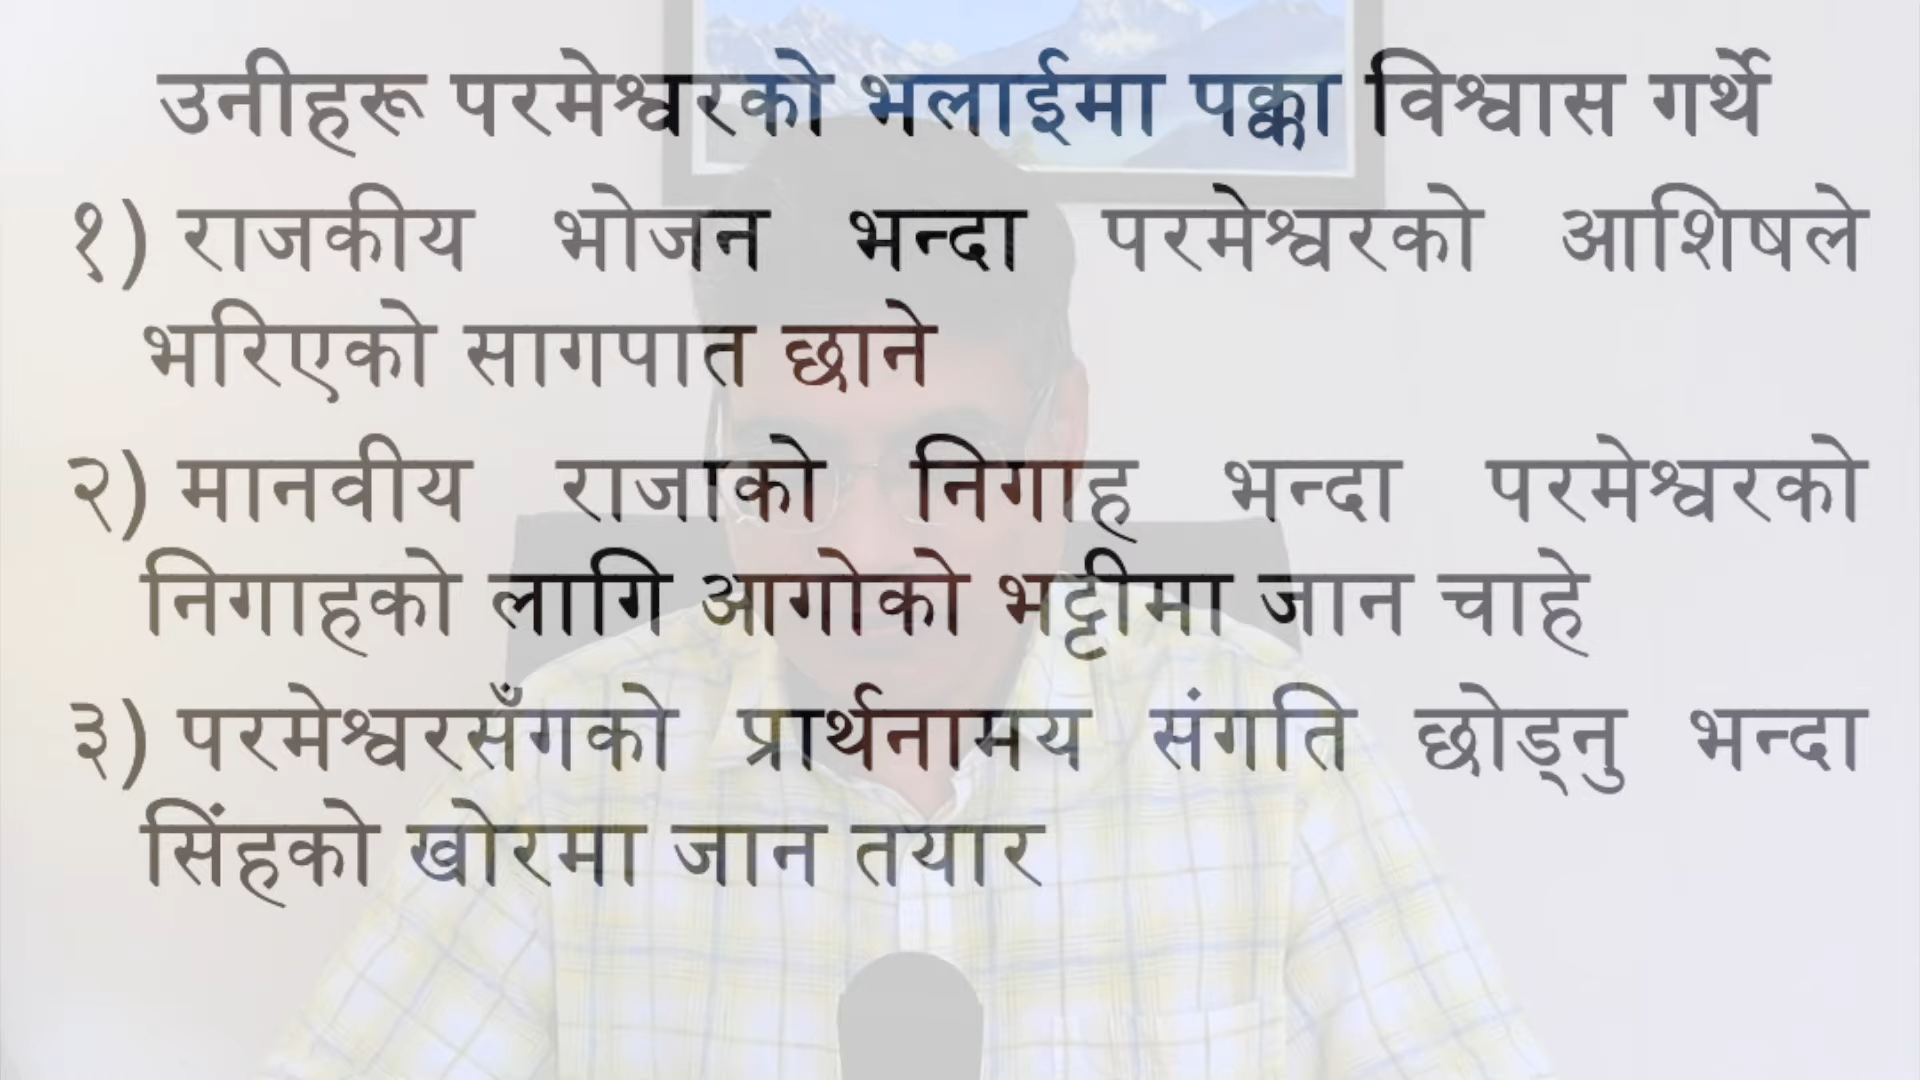 उनीहरू परमेश्वरको भलाईमा पक्का विश्वास गर्थे
१) राजकीय भोजन भन्दा परमेश्वरको आशिषले
भरिएको सागपात छाने
२) मानवीय राजाको निगाह भन्दा परमेश्वरको
निगाहको लागि आगोको भट्टीमा जान चाहे
३) परमेश्वरसँगको प्रार्थनामय संगति छोड्नु भन्दा
सिंहको खोरमा जान तयार